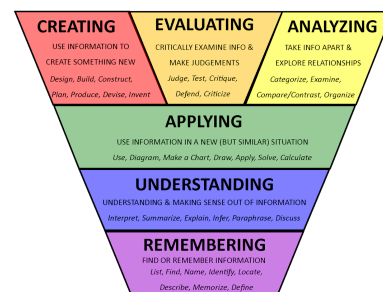 CREATING
USE INFORMATION TO
CREATE SOMETHING NEW
Design, Build, Construct,
Plan, Produce, Devise, Invent
EVALUATING
CRITICALLY EXAMINE INFO &
MAKE JUDGEMENTS
Judge, Test, Critique,
Defend, Criticize
ANALYZING
TAKE INFO APART &
EXPLORE RELATIONSHIPS
Categorize, Examine,
Compare/Contrast, Organize
APPLYING
USE INFORMATION IN A NEW (BUT SIMILAR) SITUATION
Use, Diagram, Make a Chart, Draw, Apply, Solve, Calculate
UNDERSTANDING
UNDERSTANDING & MAKING SENSE OUT OF INFORMATION
Interpret, Summarize, Explain, Infer, Paraphrase, Discuss
REMEMBERING
FIND OR REMEMBER INFORMATION
List, Find, Name, Identify, Locate,
Describe, Memorize, Define